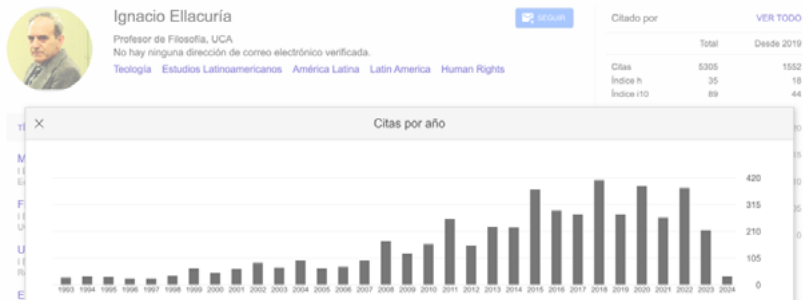 Ignacio Ellacuría
SEGUIR
Profesor de Filosofía, UCA
No hay ninguna dirección de correo electrónico verificada.
Teología Estudios Latinoamericanos América Latina Latin America Human Rights
Citado por VER TODO
Total Desde 2019
Citas 5305 1552
Índice h 35 18
Índice i10 89 44
× Citas por año
420
315
210
105
0
1993 1994 1995 1996 1997 1998 1999 2000 2001 2002 2003 2004 2005 2006 2007 2008 2009 2010 2011 2012 2013 2014 2015 2016 2017 2018 2019 2020 2021 2022 2023 2024